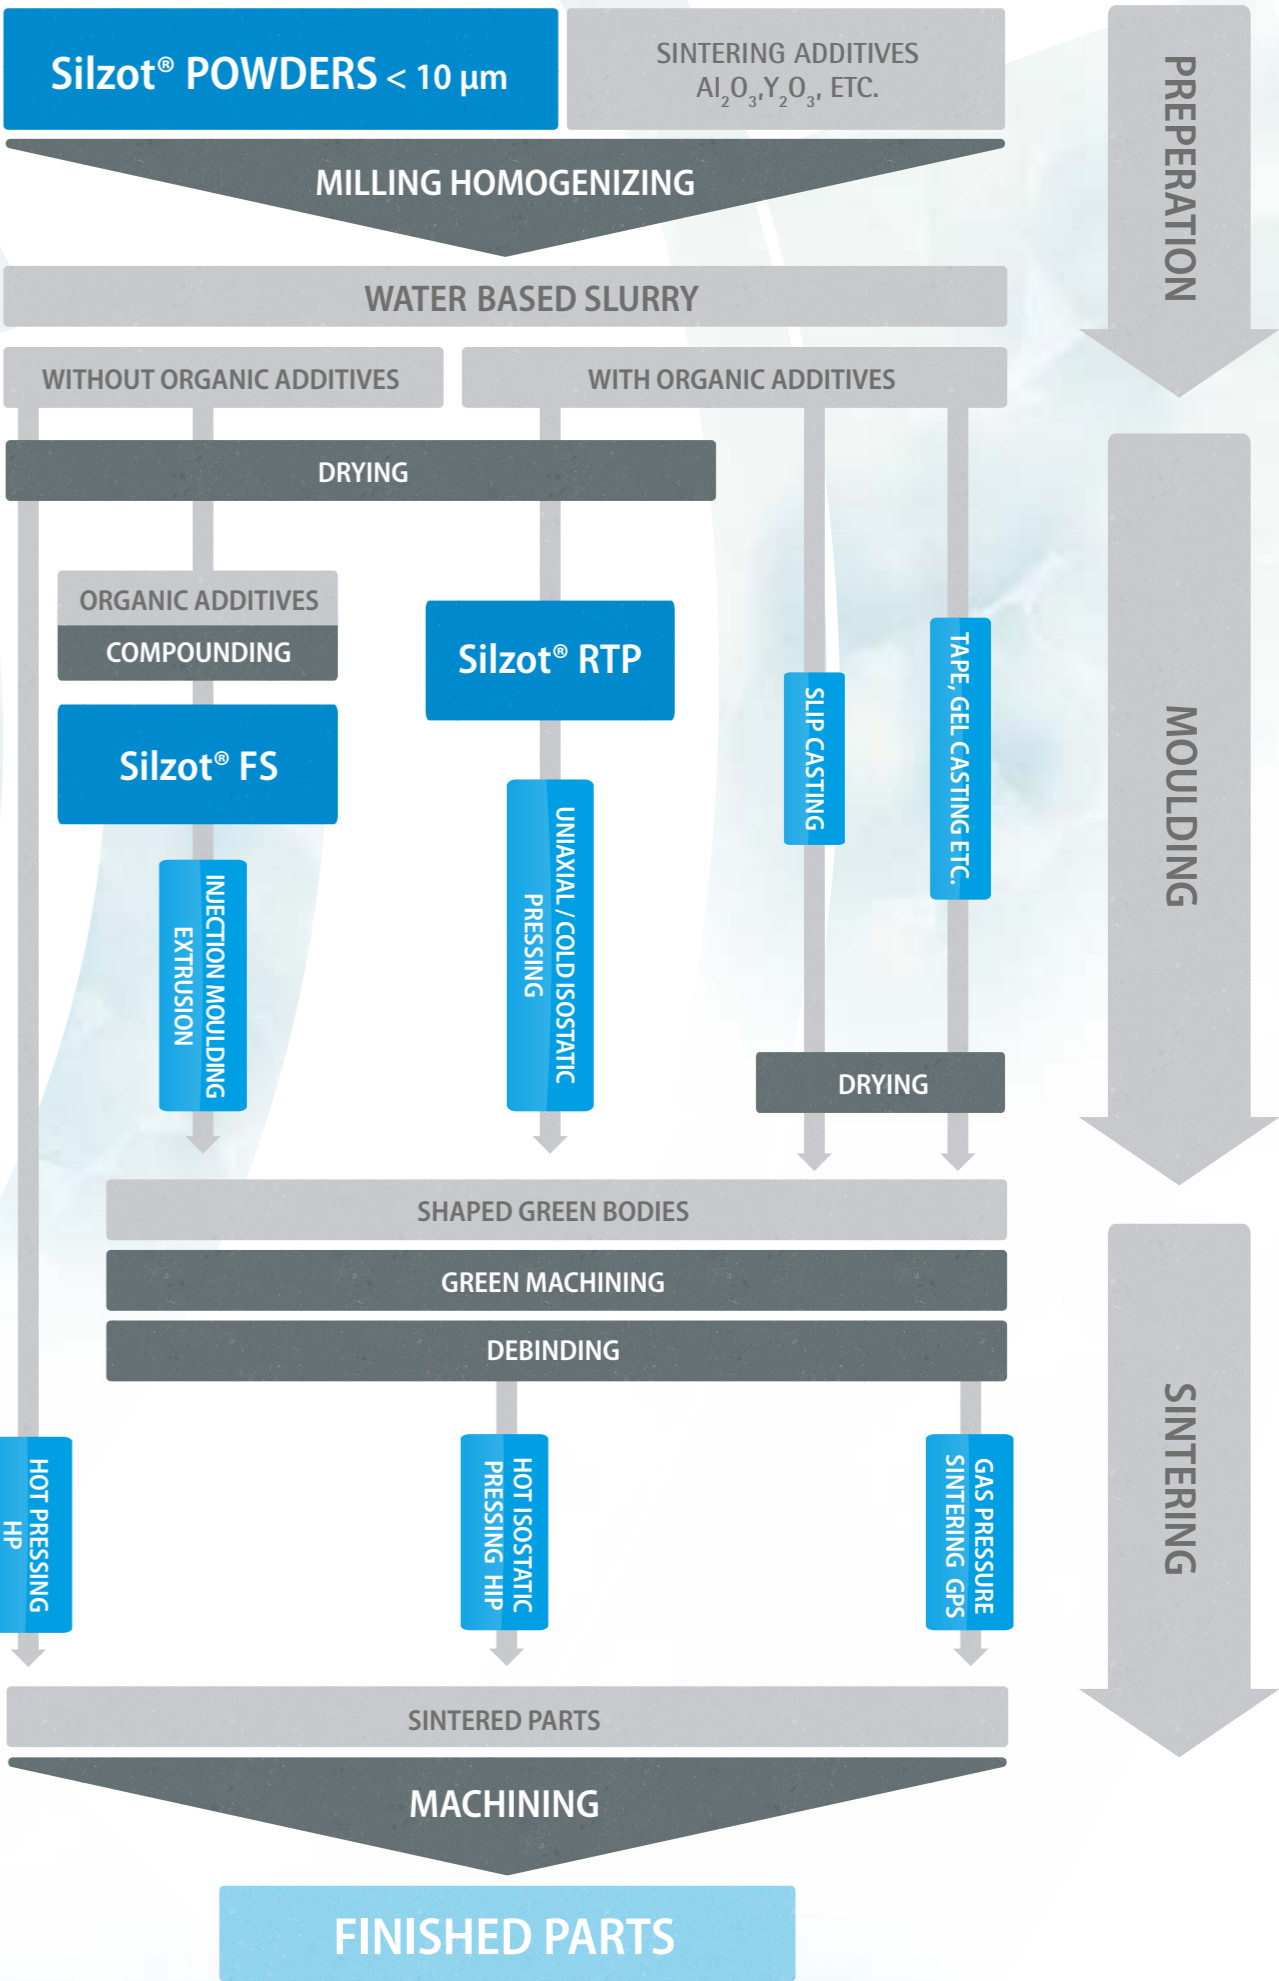 Silzot® POWDERS < 10 µm
SINTERING ADDITIVES
Al₂O₃,Y₂O₃, ETC.
PREPERATION
MILLING HOMOGENIZING
WATER BASED SLURRY
WITHOUT ORGANIC ADDITIVES
WITH ORGANIC ADDITIVES
DRYING
ORGANIC ADDITIVES
COMPOUNDING
Silzot® FS
Silzot® RTP
INJECTION MOULDING
EXTRUSION
UNIAXIAL / COLD ISOSTATIC
PRESSING
SLIP CASTING
TAPE, GEL CASTING ETC.
MOULDING
DRYING
SHAPED GREEN BODIES
GREEN MACHINING
DEBINDING
HOT PRESSING
HP
HOT ISOSTATIC
PRESSING HIP
GAS PRESSURE
SINTERING GPS
SINTERING
SINTERED PARTS
MACHINING
FINISHED PARTS